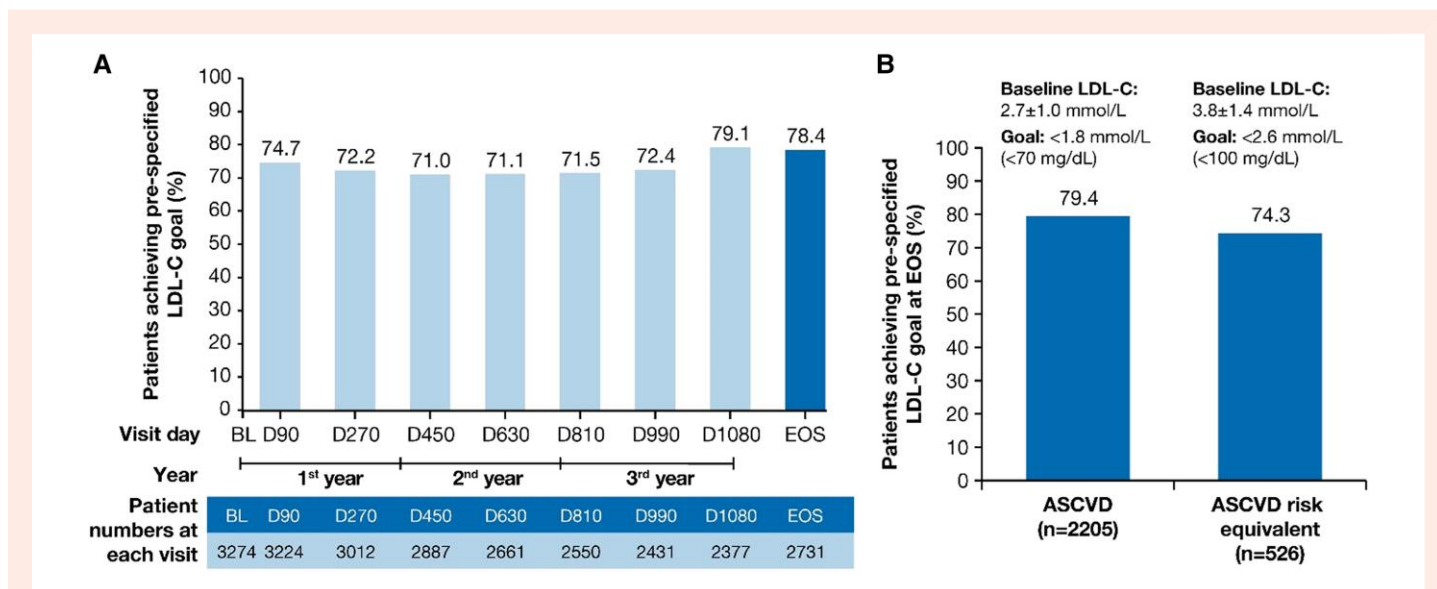 A
Patients achieving pre-specified
LDL-C goal (%)
100
90
80
70
60
50
40
30
20
10
0
74.7
72.2
71.0
71.1
71.5
72.4
79.1
78.4
Visit day BL D90 D270 D450 D630 D810 D990 D1080 EOS
Year 1st year 2nd year 3rd year
Patient
numbers at
each visit
BL D90 D270 D450 D630 D810 D990 D1080 EOS
3274 3224 3012 2887 2661 2550 2431 2377 2731
B
Patients achieving pre-specified
LDL-C goal at EOS (%)
Baseline LDL-C:
2.7±1.0 mmol/L
Goal: <1.8 mmol/L
(<70 mg/dL)
Baseline LDL-C:
3.8±1.4 mmol/L
Goal: <2.6 mmol/L
(<100 mg/dL)
100
90
80
70
60
50
40
30
20
10
0
79.4
74.3
ASCVD
(n=2205)
ASCVD risk
equivalent
(n=526)